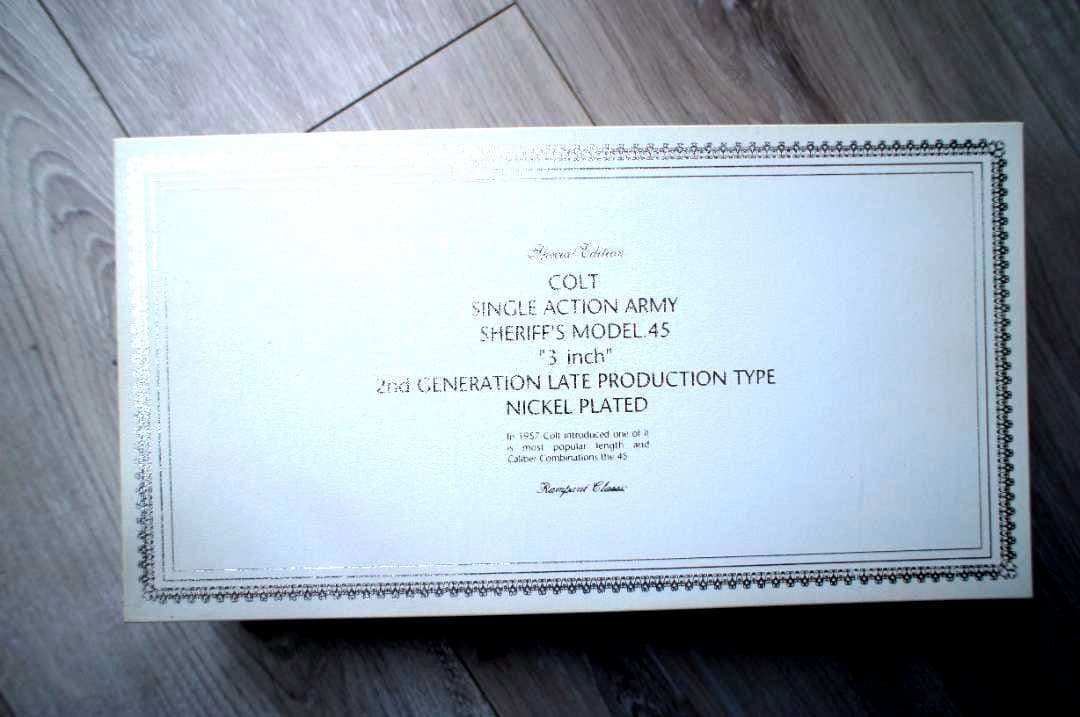 Special Edition
COLT
SINGLE ACTION ARMY
SHERIFF'S MODEL.45
"3 inch"
2nd GENERATION LATE PRODUCTION TYPE
NICKEL PLATED
In 1957 Colt introduced one of it
is most popular length and
Caliber Combinations the 45
Rampant Classic